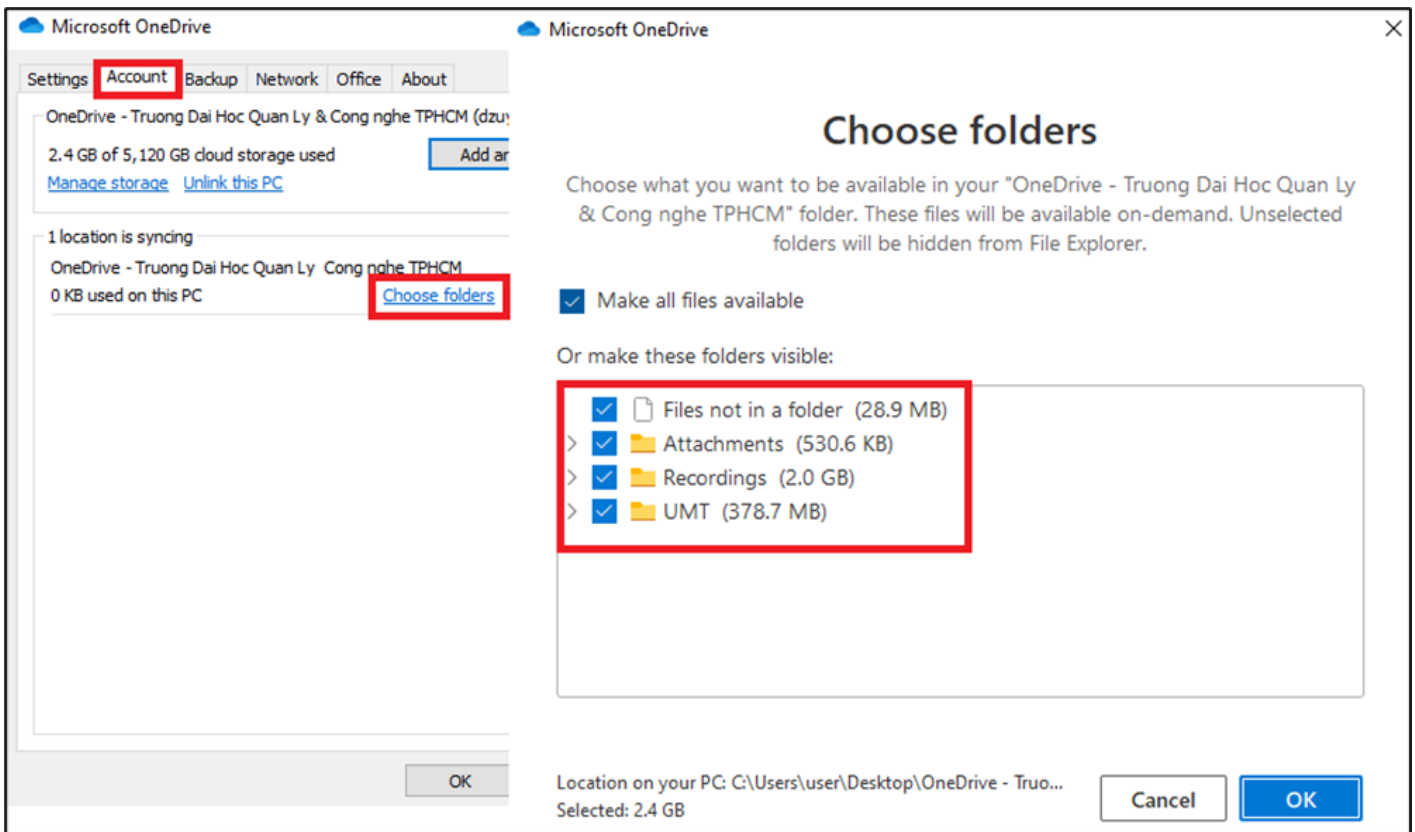 Microsoft OneDrive
Settings Account Backup Network Office About
OneDrive - Truong Dai Hoc Quan Ly & Cong nghe TPHCM (dzuy
2.4 GB of 5,120 GB cloud storage used Add ar
Manage storage Unlink this PC
1 location is syncing
OneDrive - Truong Dai Hoc Quan Ly Cong nghe TPHCM
0 KB used on this PC Choose folders
OK
Microsoft OneDrive
Choose folders
Choose what you want to be available in your "OneDrive - Truong Dai Hoc Quan Ly
& Cong nghe TPHCM" folder. These files will be available on-demand. Unselected
folders will be hidden from File Explorer.
Make all files available
Or make these folders visible:
Files not in a folder (28.9 MB)
Attachments (530.6 KB)
Recordings (2.0 GB)
UMT (378.7 MB)
Location on your PC: C:\Users\user\Desktop\OneDrive - Truo...
Selected: 2.4 GB
Cancel OK